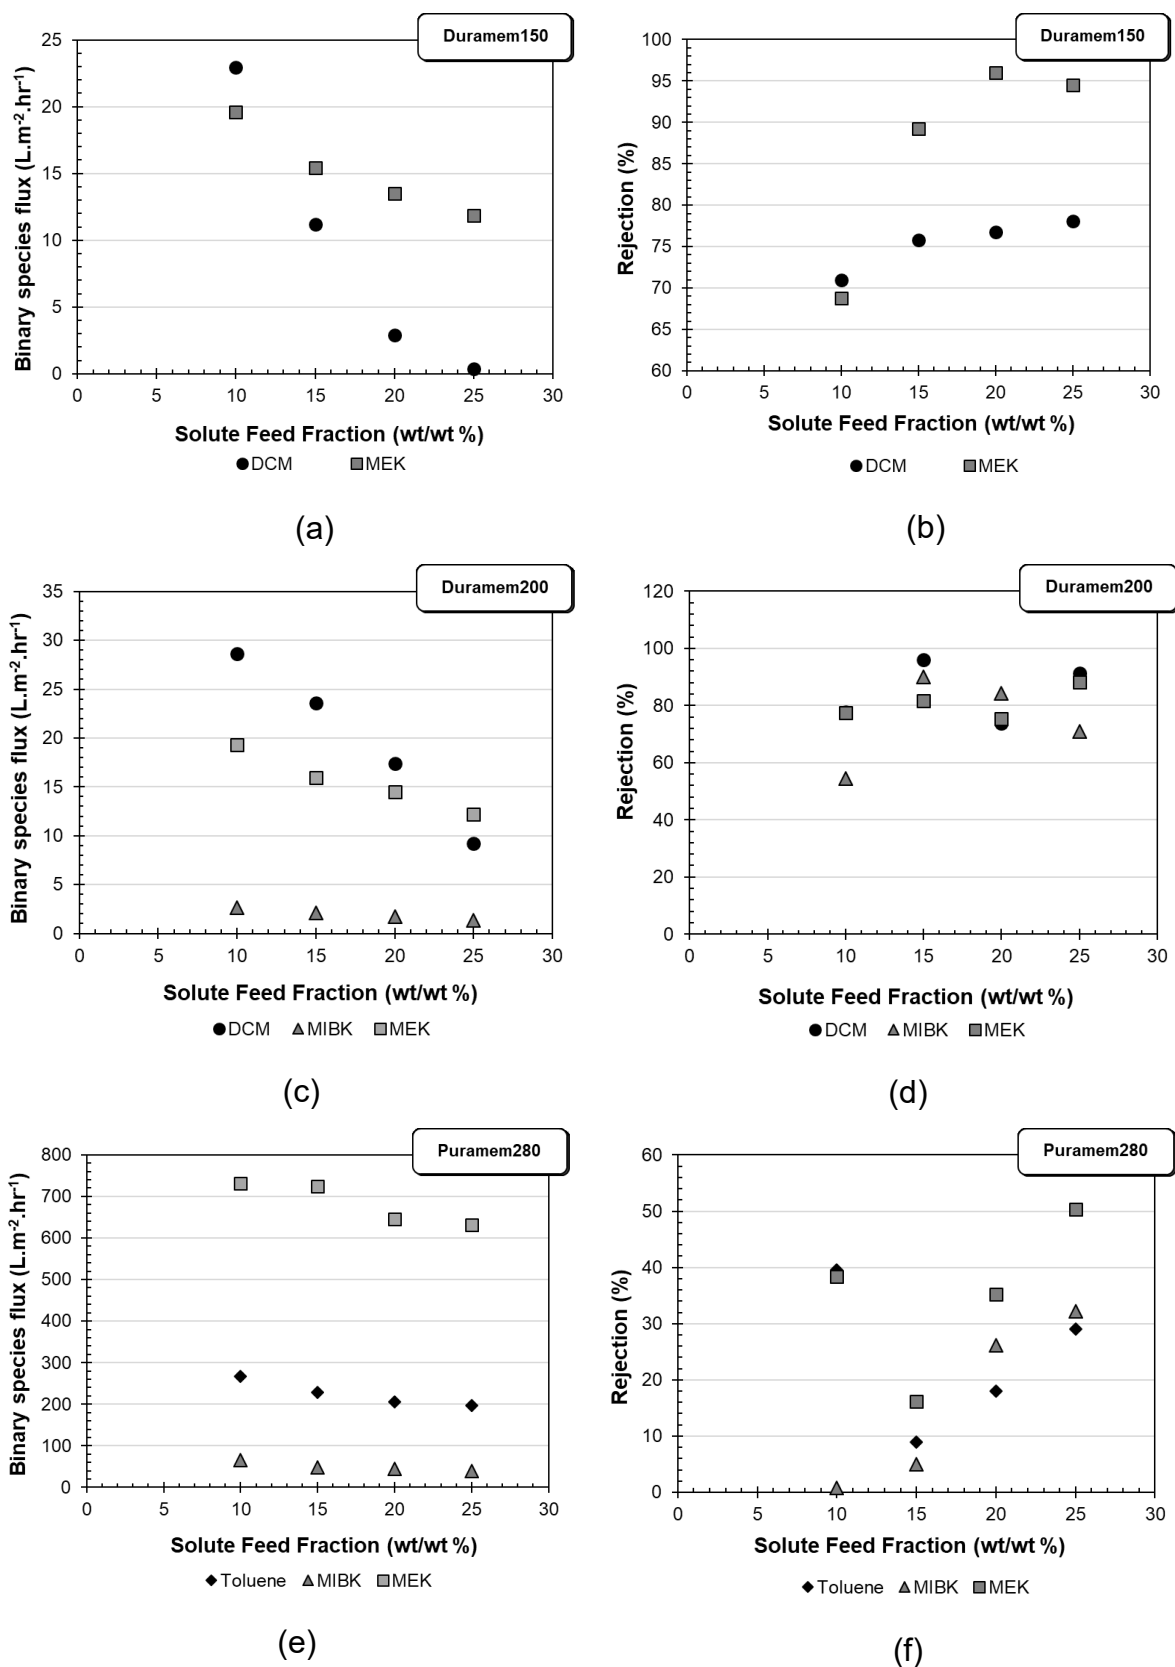 Duramem150
Binary species flux (L.m-2.hr-1)
25
20
15
10
5
0
0 5 10 15 20 25 30
Solute Feed Fraction (wt/wt %)
DCM MEK
(a)
Duramem150
Rejection (%)
100
95
90
85
80
75
70
65
60
0 5 10 15 20 25 30
Solute Feed Fraction (wt/wt %)
DCM MEK
(b)
Duramem200
Binary species flux (L.m-2.hr-1)
35
30
25
20
15
10
5
0
0 5 10 15 20 25 30
Solute Feed Fraction (wt/wt %)
DCM MIBK MEK
(c)
Duramem200
Rejection (%)
120
100
80
60
40
20
0
0 5 10 15 20 25 30
Solute Feed Fraction (wt/wt %)
DCM MIBK MEK
(d)
Puramem280
Binary species flux (L.m-2.hr-1)
800
700
600
500
400
300
200
100
0
0 5 10 15 20 25 30
Solute Feed Fraction (wt/wt %)
Toluene MIBK MEK
(e)
Puramem280
Rejection (%)
60
50
40
30
20
10
0
0 5 10 15 20 25 30
Solute Feed Fraction (wt/wt %)
Toluene MIBK MEK
(f)